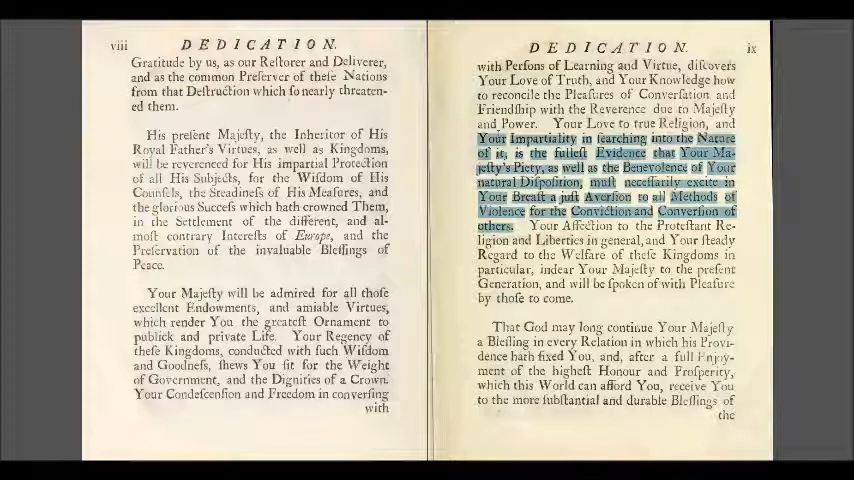 viii DEDICATION.
Gratitude by us, as our Reſtorer and Deliverer,
and as the common Preſerver of theſe Nations
from that Deſtruction which ſo nearly threaten-
ed them.
His preſent Majeſty, the Inheritor of His
Royal Father's Virtues, as well as Kingdoms,
will be reverenced for His impartial Protection
of all His Subjects, for the Wiſdom of His
Counſels, the Steadineſs of His Meaſures, and
the glorious Succeſs which hath crowned Them,
in the Settlement of the different, and al-
moſt contrary Intereſts of Europe, and the
Preſervation of the invaluable Bleſſings of
Peace.
Your Majeſty will be admired for all thoſe
excellent Endowments, and amiable Virtues,
which render You the greateſt Ornament to
publick and private Life. Your Regency of
theſe Kingdoms, conducted with ſuch Wiſdom
and Goodneſs, ſhews You fit for the Weight
of Government, and the Dignities of a Crown.
Your Condeſcenſion and Freedom in converſing
with
DEDICATION. ix
with Perſons of Learning and Virtue, diſcovers
Your Love of Truth, and Your Knowledge how
to reconcile the Pleaſures of Converſation and
Friendſhip with the Reverence due to Majeſty
and Power. Your Love to true Religion, and
Your Impartiality in ſearching into the Nature
of it, is the fulleſt Evidence that Your Ma-
jeſty's Piety, as well as the Benevolence of Your
natural Diſpoſition, muſt neceſſarily excite in
Your Breaſt a juſt Averſion to all Methods of
Violence for the Conviction and Converſion of
others. Your Affection to the Proteſtant Re-
ligion and Liberties in general, and Your ſteady
Regard to the Welfare of theſe Kingdoms in
particular, indear Your Majeſty to the preſent
Generation, and will be ſpoken of with Pleaſure
by thoſe to come.
That God may long continue Your Majeſty
a Bleſſing in every Relation in which his Provi-
dence hath fixed You, and, after a full Enjoy-
ment of the higheſt Honour and Proſperity,
which this World can afford You, receive You
to the more ſubſtantial and durable Bleſſings of
the